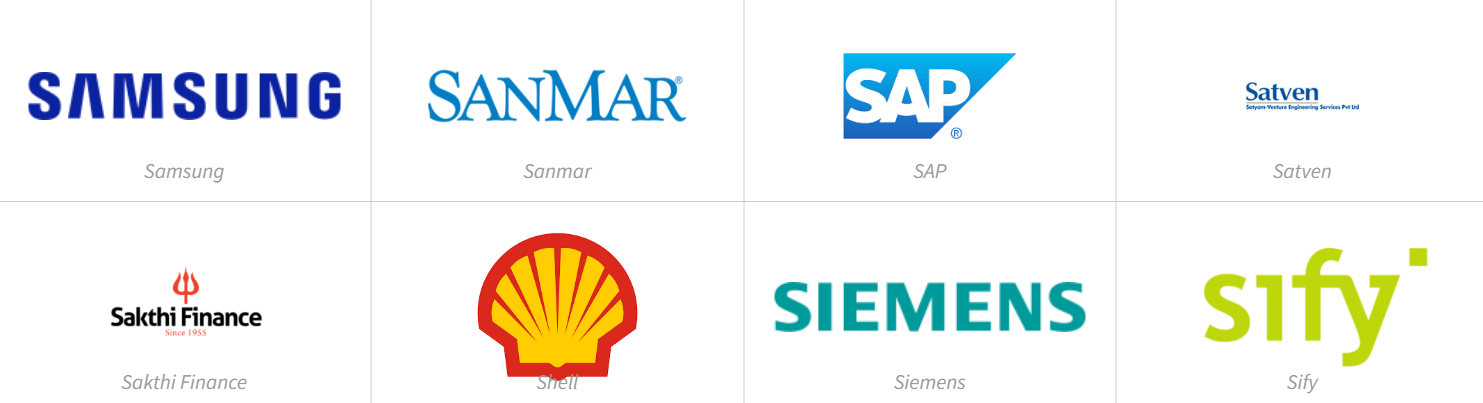 SAMSUNG
SANMAR®
SAP®
Satven
Satyam-Venture Engineering Services Pvt Ltd
Samsung
Sanmar
SAP
Satven
Sakthi Finance
Since 1955
SIEMENS
sify
Sakthi Finance
Shell
Siemens
Sify